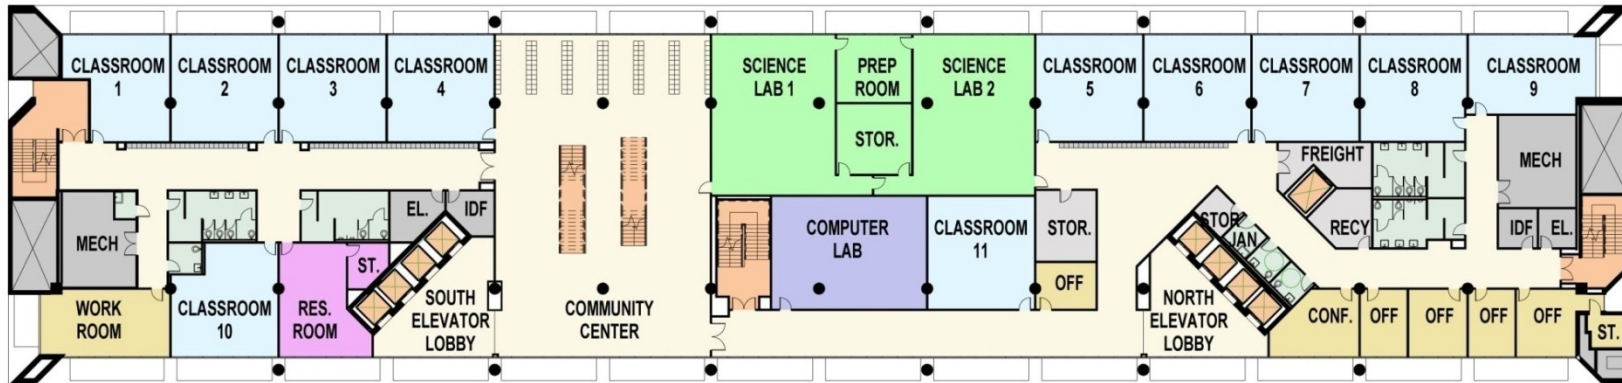 CLASSROOM
1
CLASSROOM
2
CLASSROOM
3
CLASSROOM
4
SCIENCE
LAB 1
PREP
ROOM
SCIENCE
LAB 2
CLASSROOM
5
CLASSROOM
6
CLASSROOM
7
CLASSROOM
8
CLASSROOM
9
STOR.
FREIGHT
MECH
EL.
IDF
MECH
COMPUTER
LAB
CLASSROOM
11
STOR.
STOR
JAN
RECY
IDF
EL.
ST.
OFF
WORK
ROOM
CLASSROOM
10
RES.
ROOM
SOUTH
ELEVATOR
LOBBY
COMMUNITY
CENTER
NORTH
ELEVATOR
LOBBY
CONF.
OFF
OFF
OFF
OFF
ST.